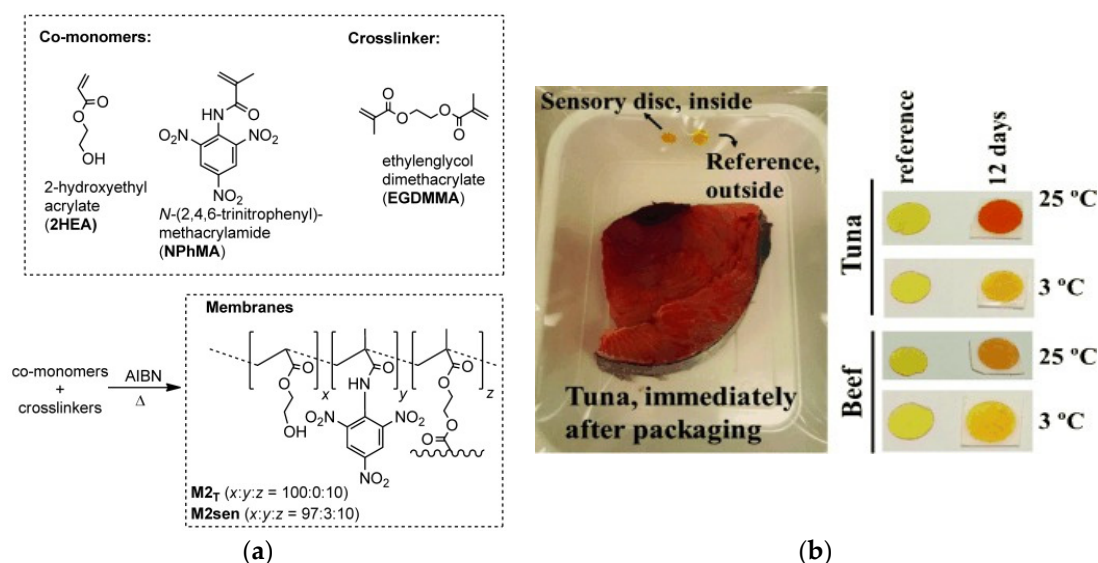 Co-monomers:
Crosslinker:
O
O
OH
2-hydroxyethyl
acrylate
(2HEA)
HN
O
O₂N
NO₂
NO₂
N-(2,4,6-trinitrophenyl)-
methacrylamide
(NPhMA)
O
O
O
O
ethylenglycol
dimethacrylate
(EGDMMA)
co-monomers
+
crosslinkers
AIBN
Δ
Membranes
O
O
OH
x
O
NH
NO₂
NO₂
NO₂
y
O
O
O
O
z
M2T (x:y:z = 100:0:10)
M2sen (x:y:z = 97:3:10)
(a)
Sensory disc, inside
Reference,
outside
Tuna, immediately
after packaging
reference
12 days
Tuna
25 ºC
3 ºC
Beef
25 ºC
3 ºC
(b)